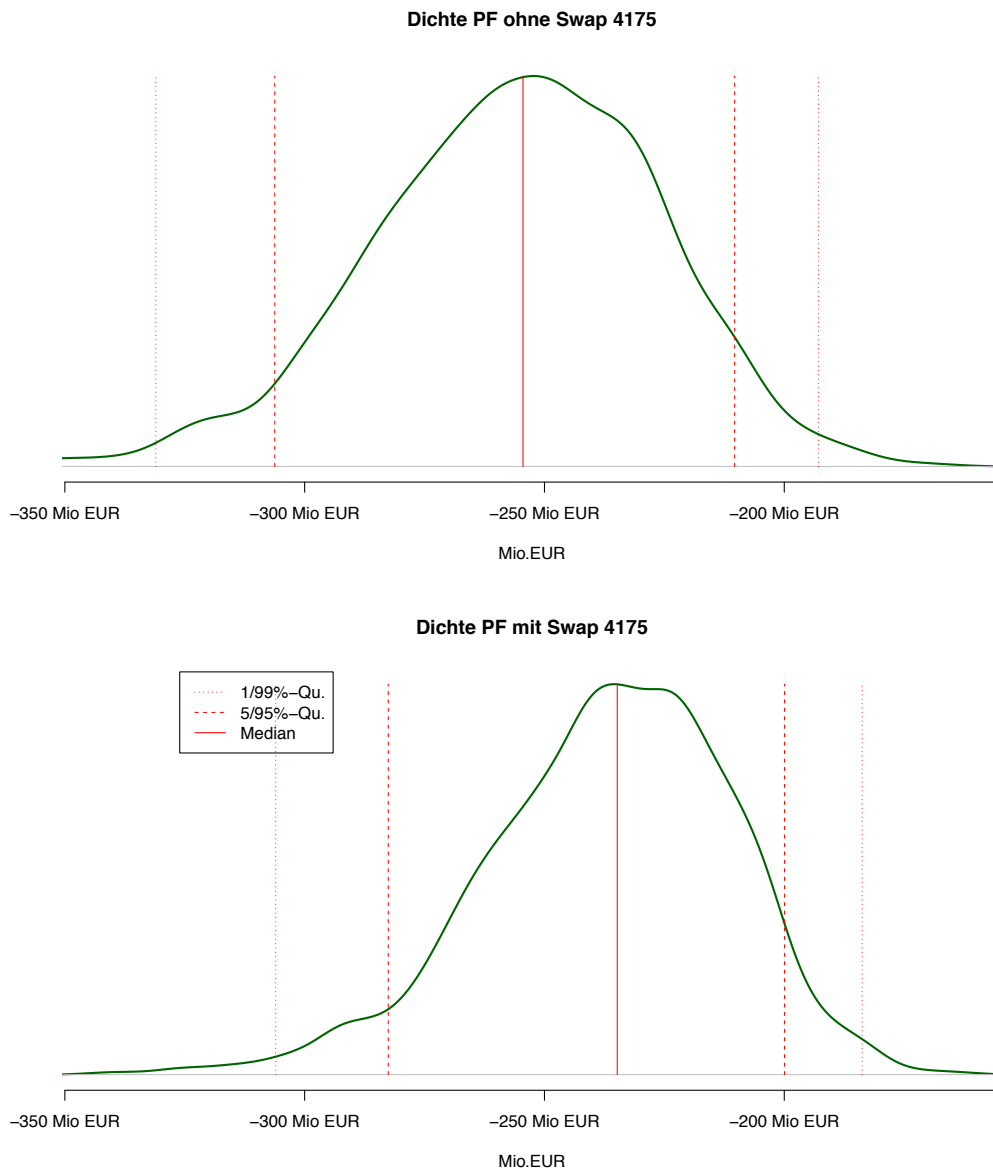 Dichte PF ohne Swap 4175
−350 Mio EUR −300 Mio EUR −250 Mio EUR −200 Mio EUR
Mio.EUR
Dichte PF mit Swap 4175
1/99%−Qu.
5/95%−Qu.
Median
−350 Mio EUR −300 Mio EUR −250 Mio EUR −200 Mio EUR
Mio.EUR